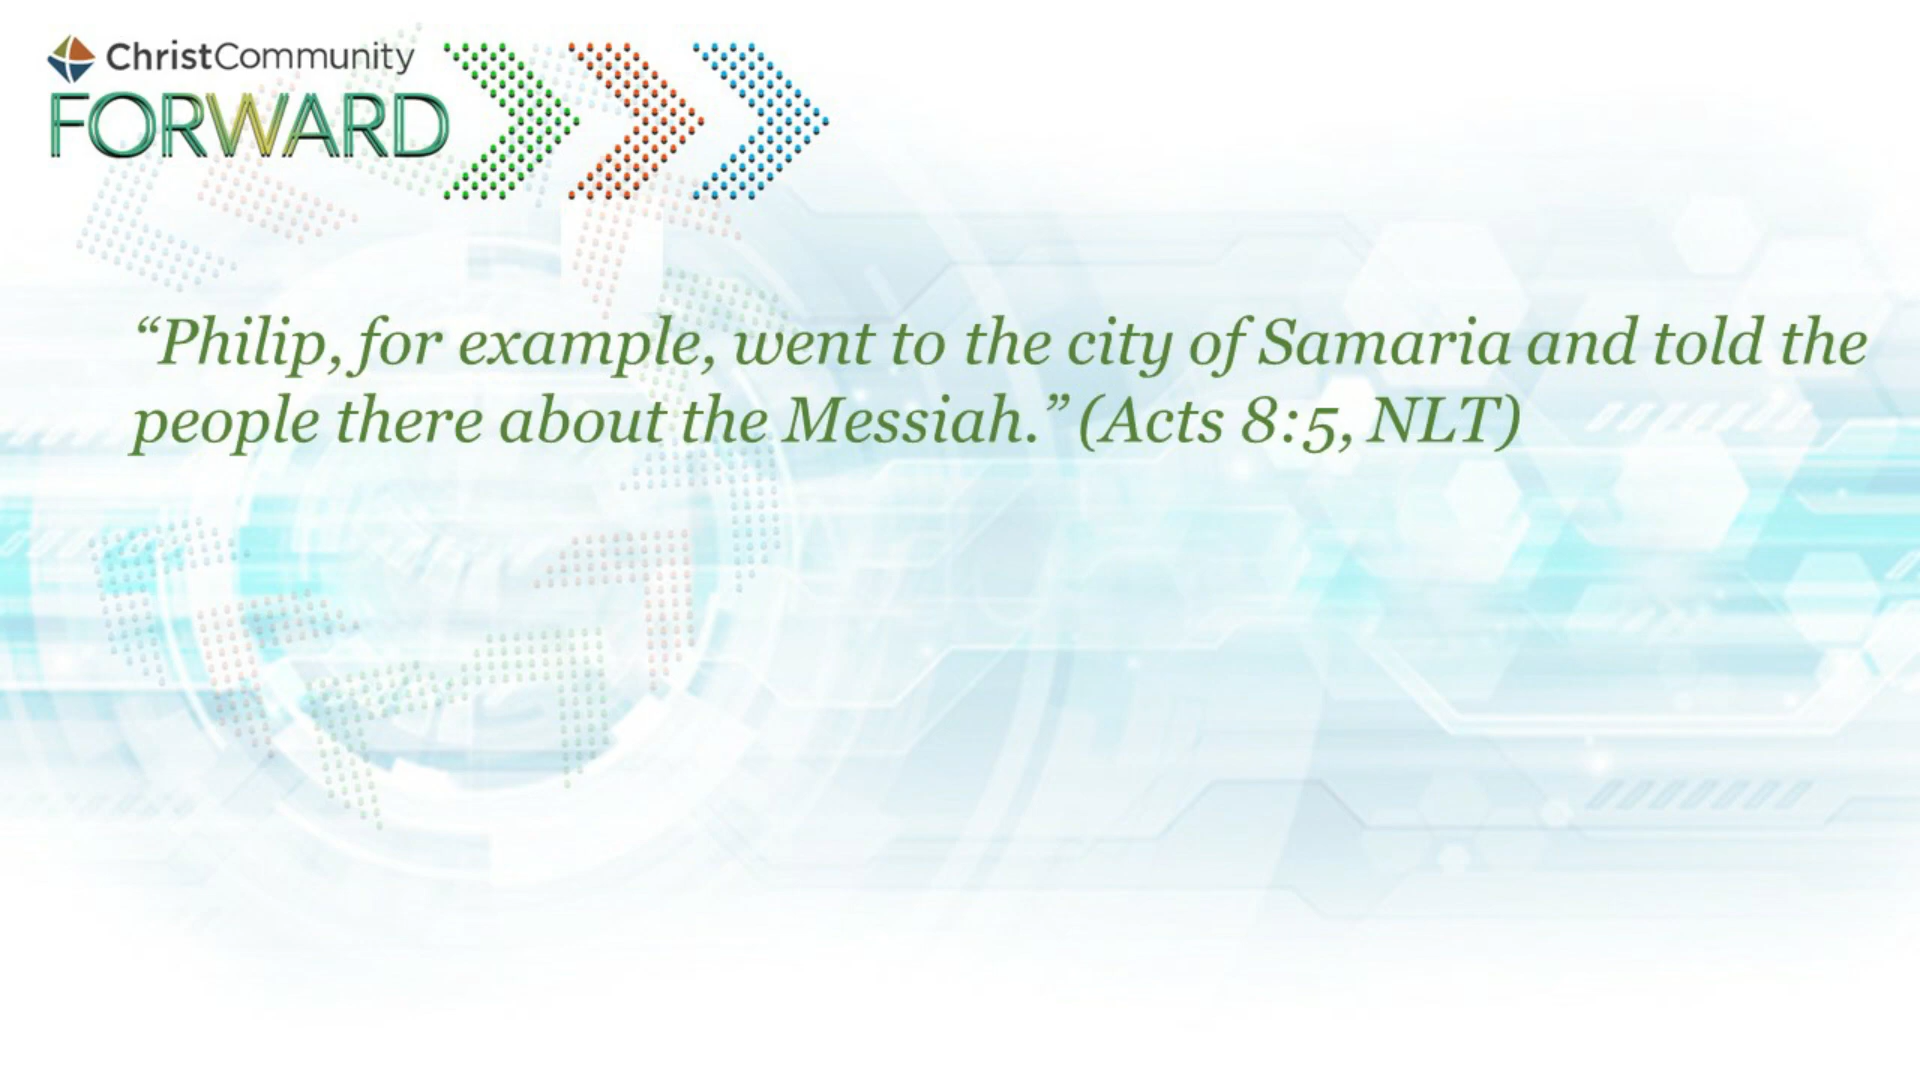 ChristCommunity
FORWARD
“Philip, for example, went to the city of Samaria and told the
people there about the Messiah.” (Acts 8:5, NLT)